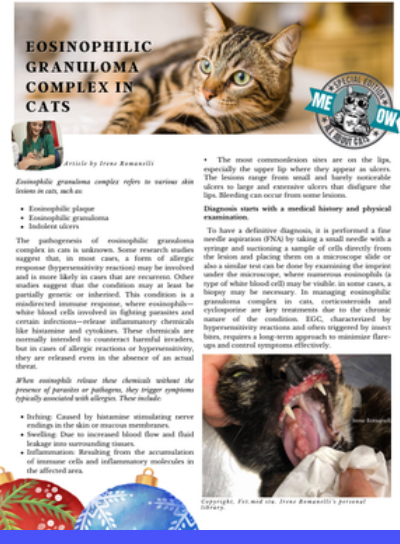 EOSINOPHILIC
GRANULOMA
COMPLEX IN
CATS
SPECIAL EDITION
ME OW
ALL ABOUT CATS
Article by Irene Romanelli
Eosinophilic granuloma complex refers to various skin
lesions in cats, such as:
• Eosinophilic plaque
• Eosinophilic granuloma
• Indolent ulcers
The pathogenesis of eosinophilic granuloma
complex in cats is unknown. Some research studies
suggest that, in most cases, a form of allergic
response (hypersensitivity reaction) may be involved
and is more likely in cases that are recurrent. Other
studies suggest that the condition may at least be
partially genetic or inherited. This condition is a
misdirected immune response, where eosinophils—
white blood cells involved in fighting parasites and
certain infections—release inflammatory chemicals
like histamine and cytokines. These chemicals are
normally intended to counteract harmful invaders,
but in cases of allergic reactions or hypersensitivity,
they are released even in the absence of an actual
threat.
When eosinophils release these chemicals without the
presence of parasites or pathogens, they trigger symptoms
typically associated with allergies. These include:
• Itching: Caused by histamine stimulating nerve
endings in the skin or mucous membranes.
• Swelling: Due to increased blood flow and fluid
leakage into surrounding tissues.
• Inflammation: Resulting from the accumulation
of immune cells and inflammatory molecules in
the affected area.
• The most commonlesion sites are on the lips,
especially the upper lip where they appear as ulcers.
The lesions range from small and barely noticeable
ulcers to large and extensive ulcers that disfigure the
lips. Bleeding can occur from some lesions.
Diagnosis starts with a medical history and physical
examination.
To have a definitive diagnosis, it is performed a fine
needle aspiration (FNA) by taking a small needle with a
syringe and suctioning a sample of cells directly from
the lesion and placing them on a microscope slide or
also a similar test can be done by examining the imprint
under the microscope, where numerous eosinophils (a
type of white blood cell) may be visible. in some cases, a
biopsy may be necessary. In managing eosinophilic
granuloma complex in cats, corticosteroids and
cyclosporine are key treatments due to the chronic
nature of the condition. EGC, characterized by
hypersensitivity reactions and often triggered by insect
bites, requires a long-term approach to minimize flare-
ups and control symptoms effectively.
Irene Romanelli
Copyright, Vet.med stu. Irene Romanelli's personal
library.